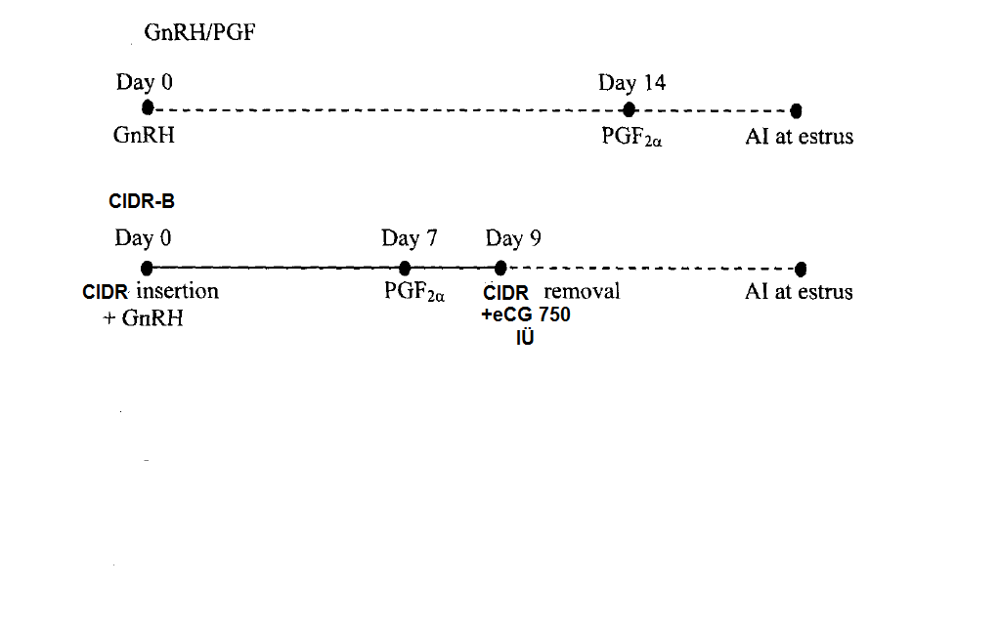 GnRH/PGF
Day 0 Day 14
GnRH PGF2α AI at estrus
CIDR-B
Day 0 Day 7 Day 9
CIDR insertion PGF2α CIDR removal AI at estrus
+ GnRH +eCG 750
IÜ